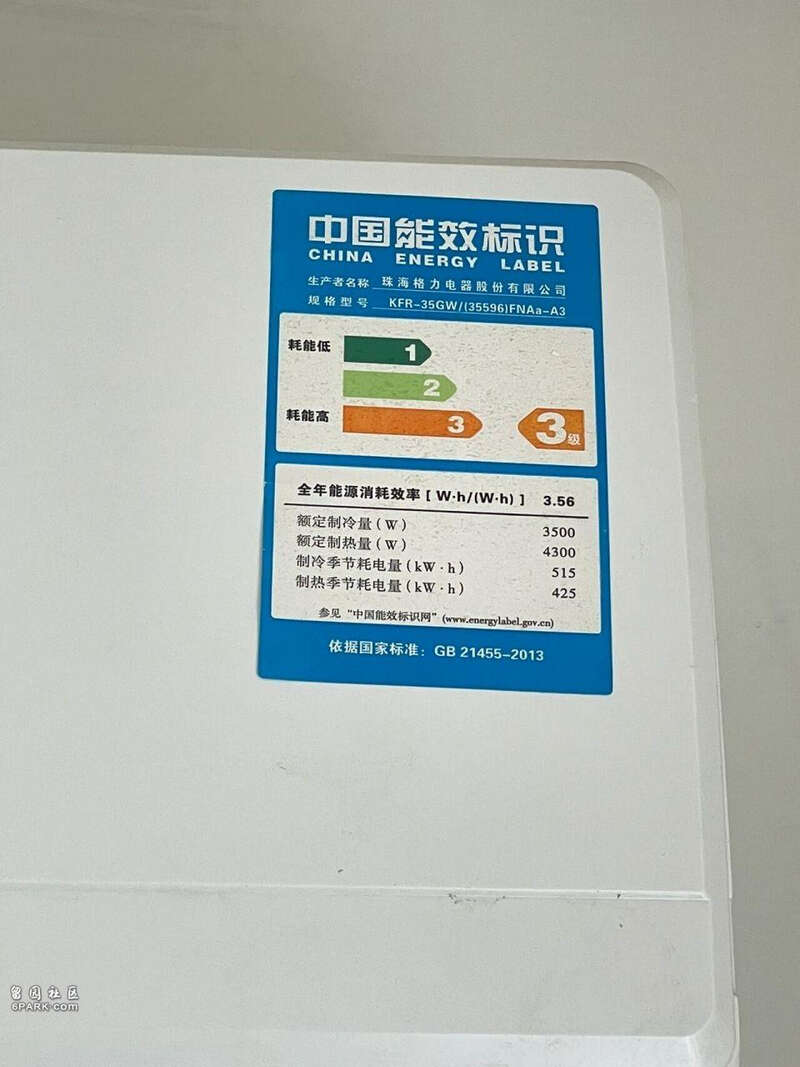 中国能效标识
CHINA ENERGY LABEL
生产者名称 珠海格力电器股份有限公司
规格型号 KFR-35GW/(35596)FNAa-A3
耗能低
1
2
耗能高
3
3级
全年能源消耗效率[W·h/(W·h)] 3.56
额定制冷量(W) 3500
额定制热量(W) 4300
制冷季节耗电量(kW·h) 515
制热季节耗电量(kW·h) 425
参见“中国能效标识网”(www.energylabel.gov.cn)
依据国家标准：GB 21455-2013
留园社区
6PARK.com